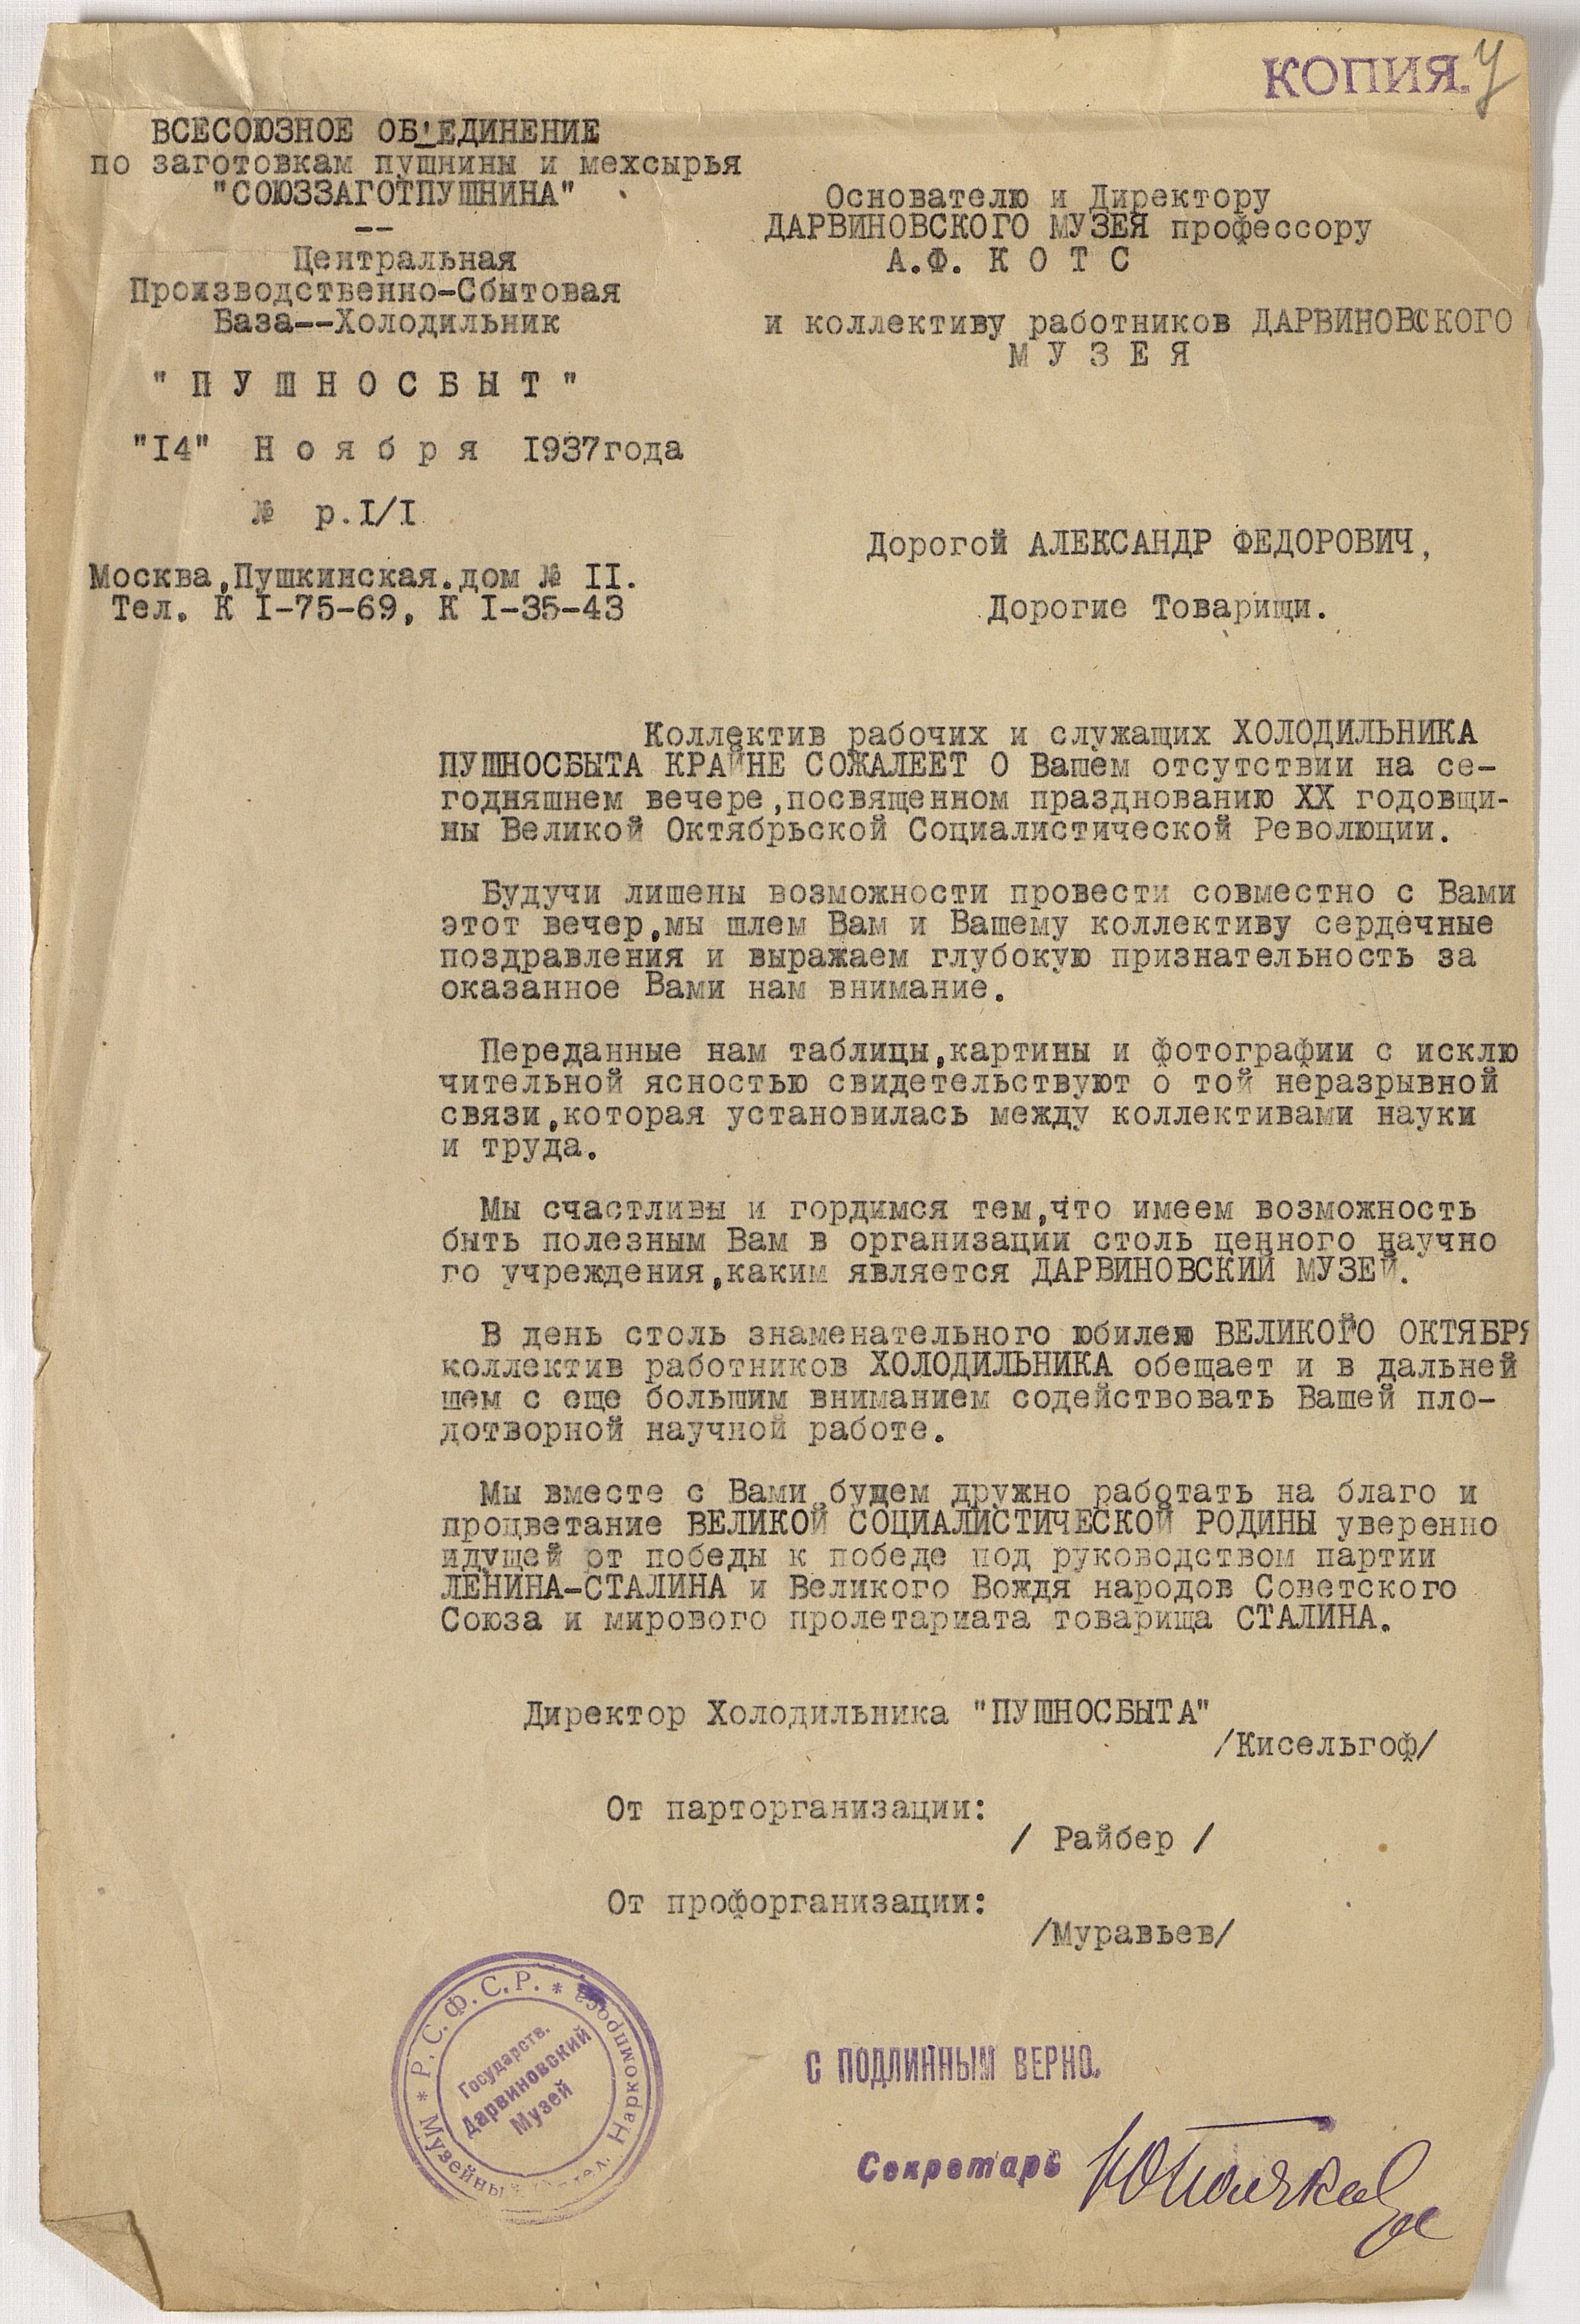 КОПИЯ.
ВСЕСОЮЗНОЕ ОБ'ЕДИНЕНИЕ
по заготовкам пушнины и мехсырья
"СОЮЗЗАГОТПУШНИНА"
--
Центральная
Производственно-Сбытовая
База--Холодильник
"П У Ш Н О С Б Ы Т"
"I4" Н о я б р я I937года
№ р.I/I
Москва,Пушкинская.дом № II.
Тел. К I-75-69, К I-35-43
Основателю и Директору
ДАРВИНОВСКОГО МУЗЕЯ профессору
А.Ф. К О Т С
и коллективу работников ДАРВИНОВСКОГО
М У З Е Я
Дорогой АЛЕКСАНДР ФЕДОРОВИЧ,
Дорогие Товарищи.
Коллектив рабочих и служащих ХОЛОДИЛЬНИКА
ПУШНОСБЫТА КРАЙНЕ СОЖАЛЕЕТ О Вашем отсутствии на се-
годняшнем вечере,посвященном празднованию XX годовщи-
ны Великой Октябрьской Социалистической Революции.
Будучи лишены возможности провести совместно с Вами
этот вечер,мы шлем Вам и Вашему коллективу сердечные
поздравления и выражаем глубокую признательность за
оказанное Вами нам внимание.
Переданные нам таблицы,картины и фотографии с исклю
чительной ясностью свидетельствуют о той неразрывной
связи,которая установилась между коллективами науки
и труда.
Мы счастливы и гордимся тем,что имеем возможность
быть полезным Вам в организации столь ценного научно
го учреждения,каким является ДАРВИНОВСКИЙ МУЗЕЙ.
В день столь знаменательного юбилею ВЕЛИКОГО ОКТЯБРЯ
коллектив работников ХОЛОДИЛЬНИКА обещает и в дальней
шем с еще большим вниманием содействовать Вашей пло-
дотворной научной работе.
Мы вместе с Вами будем дружно работать на благо и
процветание ВЕЛИКОЙ СОЦИАЛИСТИЧЕСКОЙ РОДИНЫ уверенно
идущей от победы к победе под руководством партии
ЛЕНИНА-СТАЛИНА и Великого Вождя народов Советского
Союза и мирового пролетариата товарища СТАЛИНА.
Директор Холодильника "ПУШНОСБЫТА"
/Кисельгоф/
От парторганизации:
/ Райбер /
От профорганизации:
/Муравьев/
Р.С.Ф.С.Р. * Наркомпроса
* Музейный
Государств.
Дарвиновский
Музей
С ПОДЛИННЫМ ВЕРНО.
Секретарь